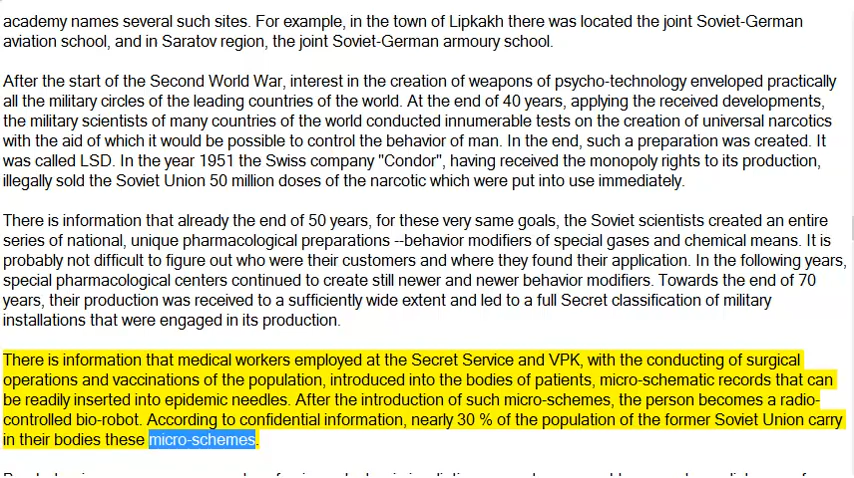 academy names several such sites. For example, in the town of Lipkakh there was located the joint Soviet-German
aviation school, and in Saratov region, the joint Soviet-German armoury school.
After the start of the Second World War, interest in the creation of weapons of psycho-technology enveloped practically
all the military circles of the leading countries of the world. At the end of 40 years, applying the received developments,
the military scientists of many countries of the world conducted innumerable tests on the creation of universal narcotics
with the aid of which it would be possible to control the behavior of man. In the end, such a preparation was created. It
was called LSD. In the year 1951 the Swiss company "Condor", having received the monopoly rights to its production,
illegally sold the Soviet Union 50 million doses of the narcotic which were put into use immediately.
There is information that already the end of 50 years, for these very same goals, the Soviet scientists created an entire
series of national, unique pharmacological preparations --behavior modifiers of special gases and chemical means. It is
probably not difficult to figure out who were their customers and where they found their application. In the following years,
special pharmacological centers continued to create still newer and newer behavior modifiers. Towards the end of 70
years, their production was received to a sufficiently wide extent and led to a full Secret classification of military
installations that were engaged in its production.
There is information that medical workers employed at the Secret Service and VPK, with the conducting of surgical
operations and vaccinations of the population, introduced into the bodies of patients, micro-schematic records that can
be readily inserted into epidemic needles. After the introduction of such micro-schemes, the person becomes a radio-
controlled bio-robot. According to confidential information, nearly 30 % of the population of the former Soviet Union carry
in their bodies these micro-schemes.